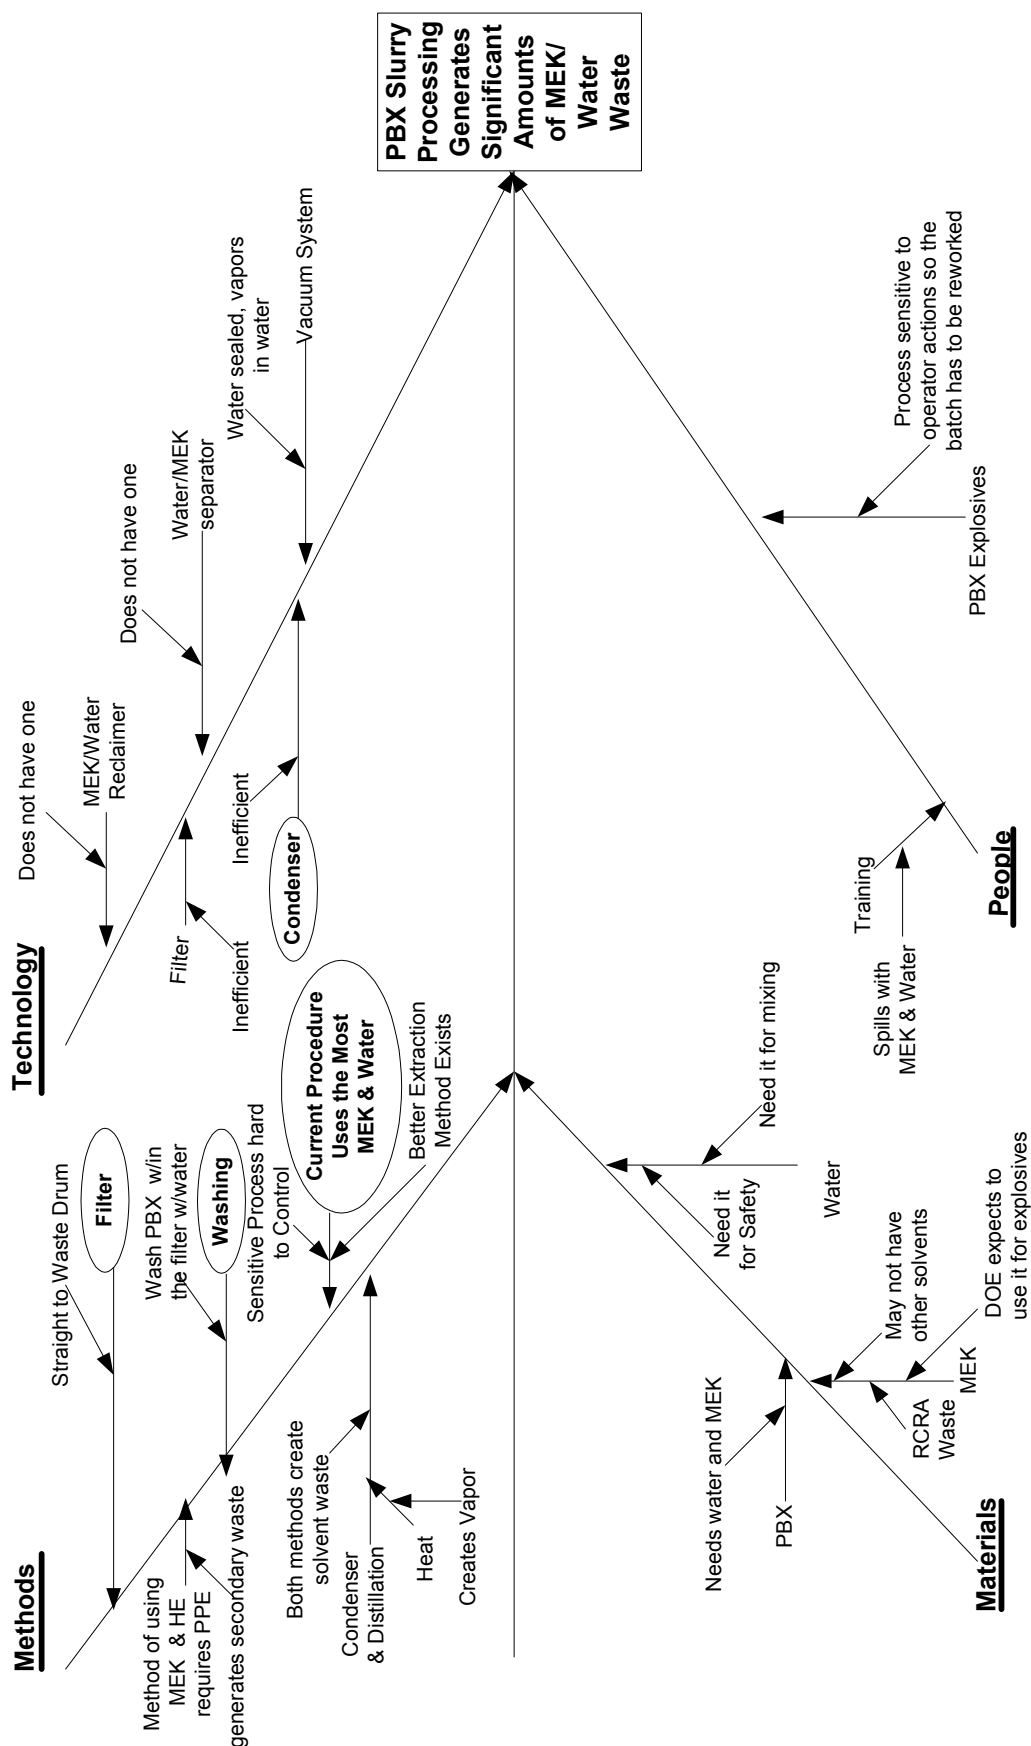 Methods
Technology
Straight to Waste Drum
Filter
Wash PBX w/in
the filter w/water
Washing
Method of using
MEK & HE
requires PPE
generates secondary waste
Sensitive Process hard
to Control
Current Procedure
Uses the Most
MEK & Water
Better Extraction
Method Exists
Both methods create
solvent waste
Condenser
& Distillation
Heat
Creates Vapor
Does not have one
MEK/Water
Reclaimer
Filter
Inefficient
Does not have one
Water/MEK
separator
Inefficient
Condenser
Water sealed, vapors
in water
Vacuum System
PBX Slurry
Processing
Generates
Significant
Amounts
of MEK/
Water
Waste
Needs water and MEK
PBX
Need it
for Safety
Need it for mixing
Water
May not have
other solvents
RCRA
Waste
MEK
DOE expects to
use it for explosives
Materials
Training
Spills with
MEK & Water
Process sensitive to
operator actions so the
batch has to be reworked
PBX Explosives
People